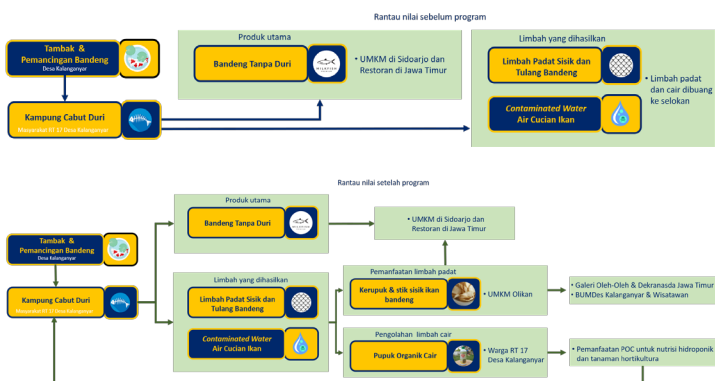 Rantau nilai sebelum program
Tambak &
Pemancingan Bandeng
Desa Kalanganyar
Kampung Cabut Duri
Masyarakat RT 17 Desa Kalanganyar
Produk utama
Bandeng Tanpa Duri
• UMKM di Sidoarjo dan
Restoran di Jawa Timur
Limbah yang dihasilkan
Limbah Padat Sisik dan
Tulang Bandeng
Contaminated Water
Air Cucian Ikan
• Limbah padat
dan cair dibuang
ke selokan
Rantau nilai setelah program
Tambak &
Pemancingan Bandeng
Desa Kalanganyar
Kampung Cabut Duri
Masyarakat RT 17 Desa Kalanganyar
Produk utama
Bandeng Tanpa Duri
• UMKM di Sidoarjo dan
Restoran di Jawa Timur
Limbah yang dihasilkan
Limbah Padat Sisik dan
Tulang Bandeng
Contaminated Water
Air Cucian Ikan
Pemanfaatan limbah padat
Kerupuk & stik sisik ikan
bandeng
• UMKM Olikan
• Galeri Oleh-Oleh & Dekranasda Jawa Timur
• BUMDes Kalanganyar & Wisatawan
Pengolahan limbah cair
Pupuk Organik Cair
• Warga RT 17
Desa Kalanganyar
• Pemanfaatan POC untuk nutrisi hidroponik
dan tanaman hortikultura